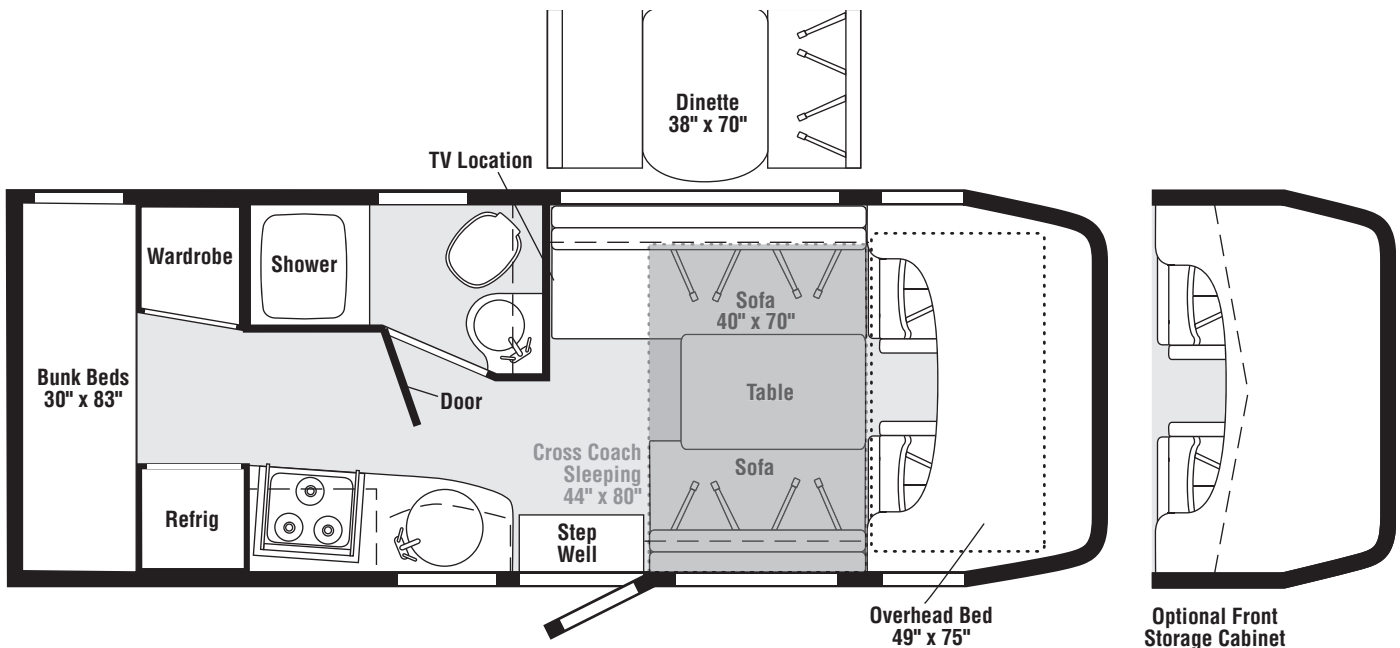 Dinette
38" x 70"
TV Location
Wardrobe
Shower
Sofa
40" x 70"
Bunk Beds
30" x 83"
Door
Table
Cross Coach
Sleeping
44" x 80"
Sofa
Refrig
Step
Well
Overhead Bed
49" x 75"
Optional Front
Storage Cabinet